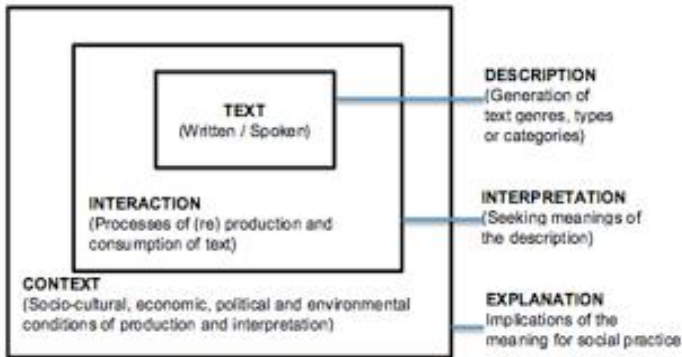 TEXT
(Written / Spoken)
INTERACTION
(Processes of (re) production and
consumption of text)
CONTEXT
(Socio-cultural, economic, political and environmental
conditions of production and interpretation)
DESCRIPTION
(Generation of
text genres, types
or categories)
INTERPRETATION
(Seeking meanings of
the description)
EXPLANATION
Implications of the
meaning for social practice